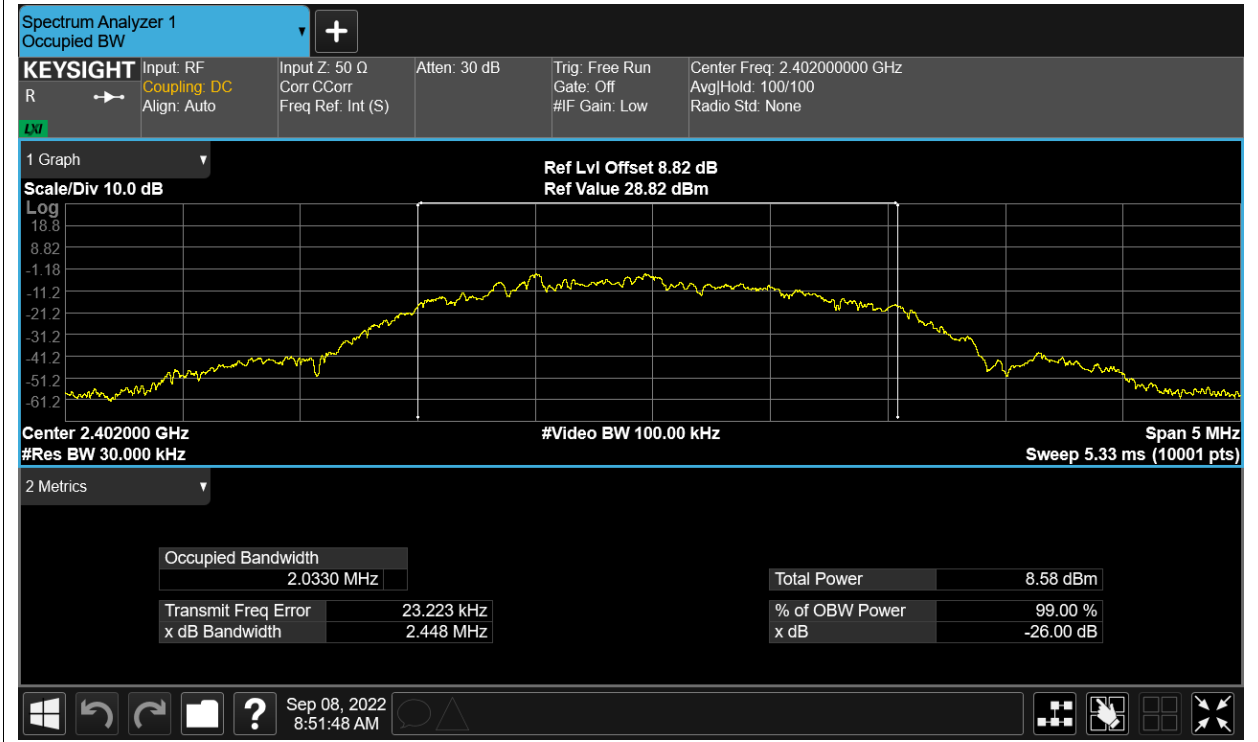 Spectrum Analyzer 1
Occupied BW
KEYSIGHT
R
LXI
Input: RF
Coupling: DC
Align: Auto
Input Z: 50 Ω
Corr CCorr
Freq Ref: Int (S)
Atten: 30 dB
Trig: Free Run
Gate: Off
#IF Gain: Low
Center Freq: 2.402000000 GHz
Avg|Hold: 100/100
Radio Std: None
1 Graph
Scale/Div 10.0 dB
Ref Lvl Offset 8.82 dB
Ref Value 28.82 dBm
Log
18.8
8.82
-1.18
-11.2
-21.2
-31.2
-41.2
-51.2
-61.2
Center 2.402000 GHz
#Res BW 30.000 kHz
#Video BW 100.00 kHz
Span 5 MHz
Sweep 5.33 ms (10001 pts)
2 Metrics
Occupied Bandwidth
2.0330 MHz
Transmit Freq Error 23.223 kHz
x dB Bandwidth 2.448 MHz
Total Power 8.58 dBm
% of OBW Power 99.00 %
x dB -26.00 dB
?
Sep 08, 2022
8:51:48 AM